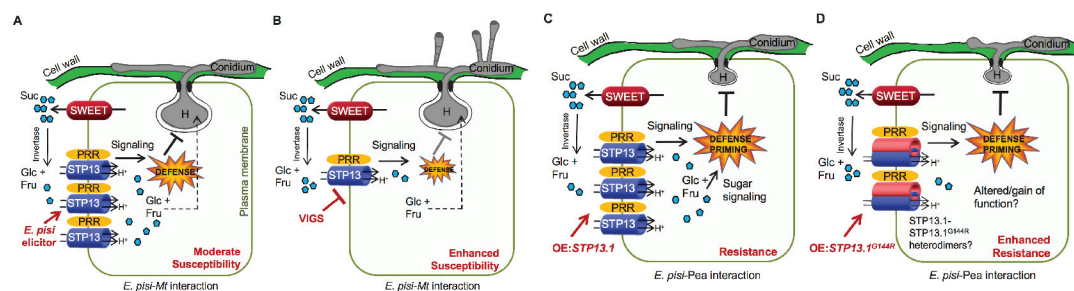 A
Cell wall
Conidium
Suc
SWEET
H
Invertase
PRR
Signaling
STP13
H+
DEFENSE
Glc +
Fru
PRR
STP13
H+
Glc +
Fru
E. pisi
elicitor
PRR
STP13
H+
Plasma membrane
Moderate
Susceptibility
E. pisi-Mt interaction
B
Cell wall
Conidium
Suc
SWEET
H
Invertase
PRR
Signaling
STP13
H+
DEFENSE
Glc +
Fru
Glc +
Fru
VIGS
Enhanced
Susceptibility
E. pisi-Mt interaction
C
Cell wall
Conidium
Suc
SWEET
H
Invertase
PRR
Signaling
DEFENSE
PRIMING
STP13
H+
Glc +
Fru
PRR
STP13
H+
Glc +
Fru
Sugar
signaling
PRR
STP13
H+
OE:STP13.1
Resistance
E. pisi-Pea interaction
D
Cell wall
Conidium
Suc
SWEET
H
Invertase
PRR
Signaling
DEFENSE
PRIMING
H+
Glc +
Fru
PRR
H+
Altered/gain of
function?
STP13.1-
STP13.1G144R
heterodimers?
OE:STP13.1G144R
Enhanced
Resistance
E. pisi-Pea interaction